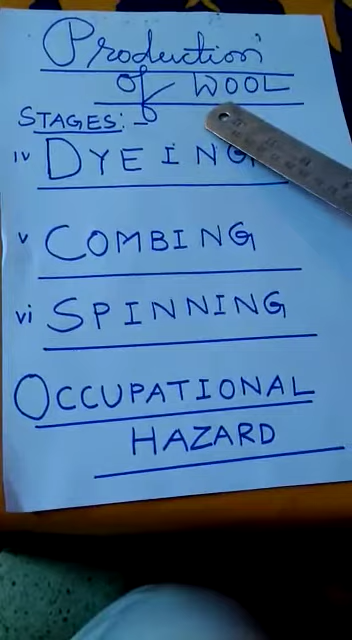 Production
of WOOL
STAGES:-
iv DYEING
v COMBING
vi SPINNING
OCCUPATIONAL
HAZARD